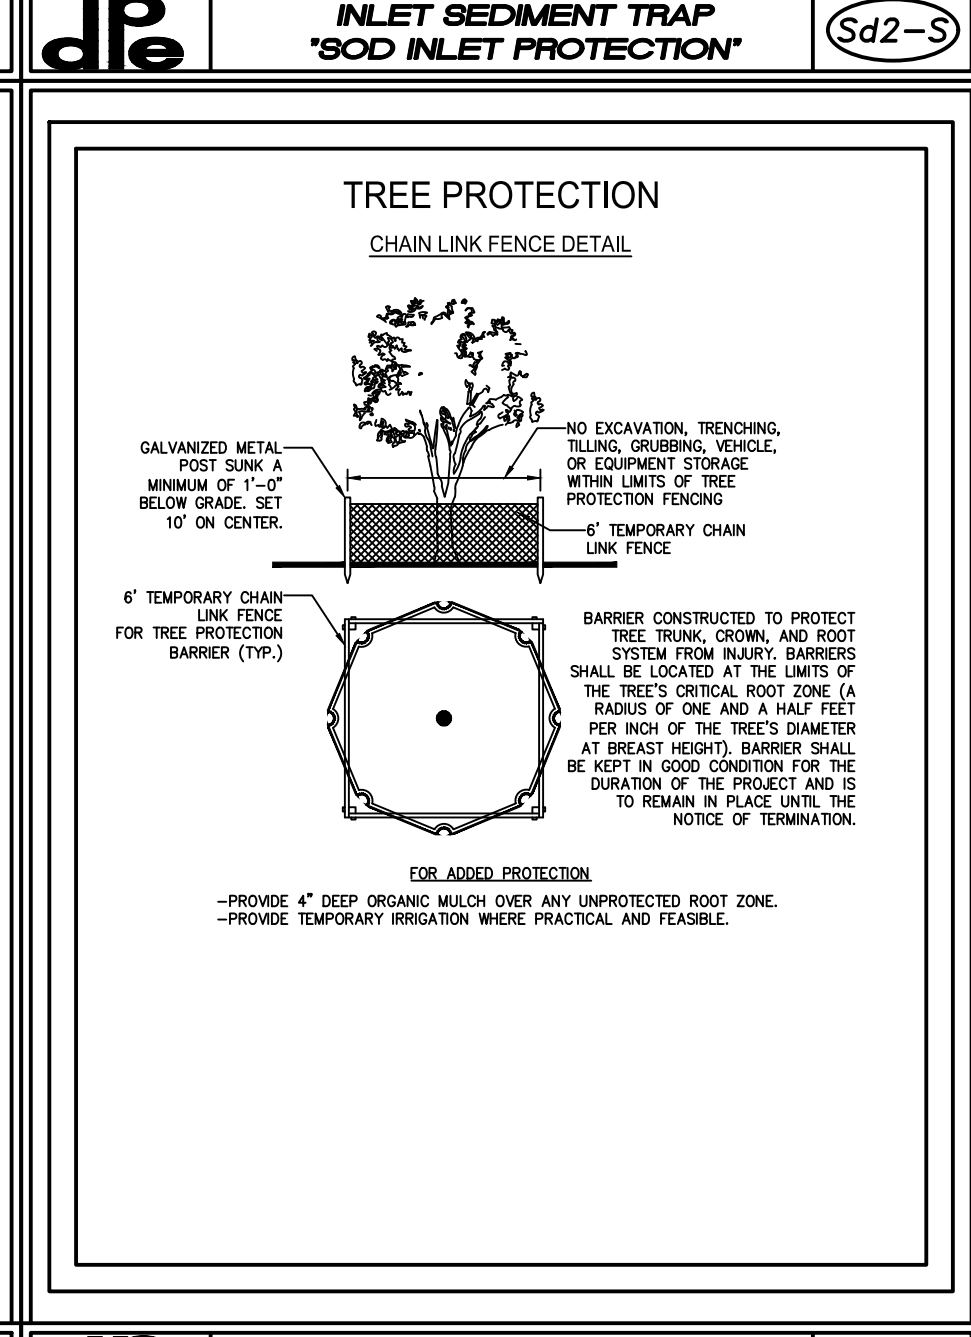 dpe
INLET SEDIMENT TRAP
"SOD INLET PROTECTION"
Sd2-S
TREE PROTECTION
CHAIN LINK FENCE DETAIL
GALVANIZED METAL
POST SUNK A
MINIMUM OF 1'-0"
BELOW GRADE. SET
10' ON CENTER.
NO EXCAVATION, TRENCHING,
TILLING, GRUBBING, VEHICLE,
OR EQUIPMENT STORAGE
WITHIN LIMITS OF TREE
PROTECTION FENCING
6' TEMPORARY CHAIN
LINK FENCE
6' TEMPORARY CHAIN
LINK FENCE
FOR TREE PROTECTION
BARRIER (TYP.)
BARRIER CONSTRUCTED TO PROTECT
TREE TRUNK, CROWN, AND ROOT
SYSTEM FROM INJURY. BARRIERS
SHALL BE LOCATED AT THE LIMITS OF
THE TREE'S CRITICAL ROOT ZONE (A
RADIUS OF ONE AND A HALF FEET
PER INCH OF THE TREE'S DIAMETER
AT BREAST HEIGHT). BARRIER SHALL
BE KEPT IN GOOD CONDITION FOR THE
DURATION OF THE PROJECT AND IS
TO REMAIN IN PLACE UNTIL THE
NOTICE OF TERMINATION.
FOR ADDED PROTECTION
-PROVIDE 4" DEEP ORGANIC MULCH OVER ANY UNPROTECTED ROOT ZONE.
-PROVIDE TEMPORARY IRRIGATION WHERE PRACTICAL AND FEASIBLE.